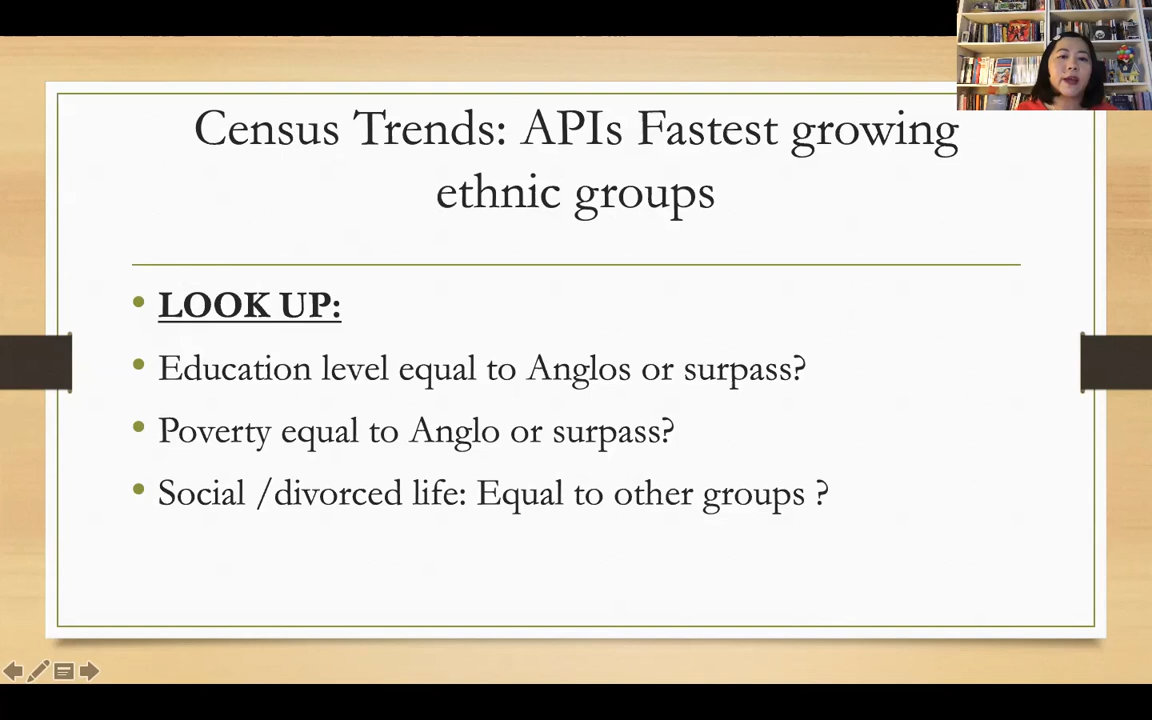 Census Trends: APIs Fastest growing
ethnic groups
LOOK UP:
Education level equal to Anglos or surpass?
Poverty equal to Anglo or surpass?
Social /divorced life: Equal to other groups ?